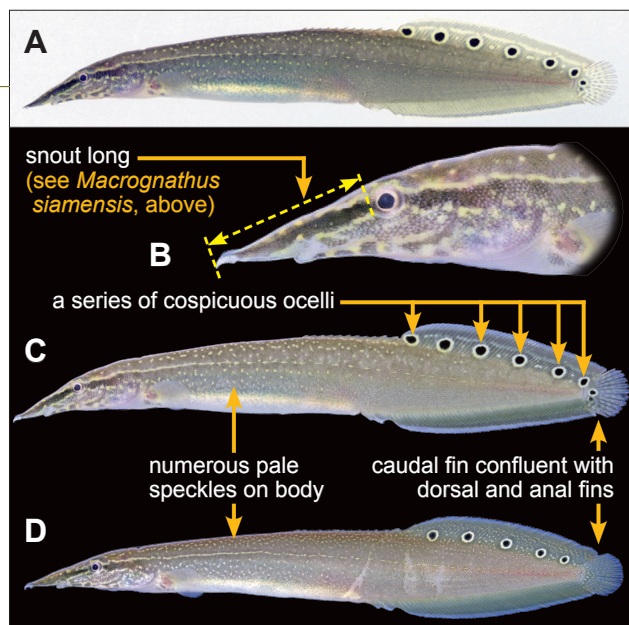 A
snout long
(see Macrognathus
siamensis, above)
B
a series of cospicuous ocelli
C
numerous pale
speckles on body
caudal fin confluent with
dorsal and anal fins
D